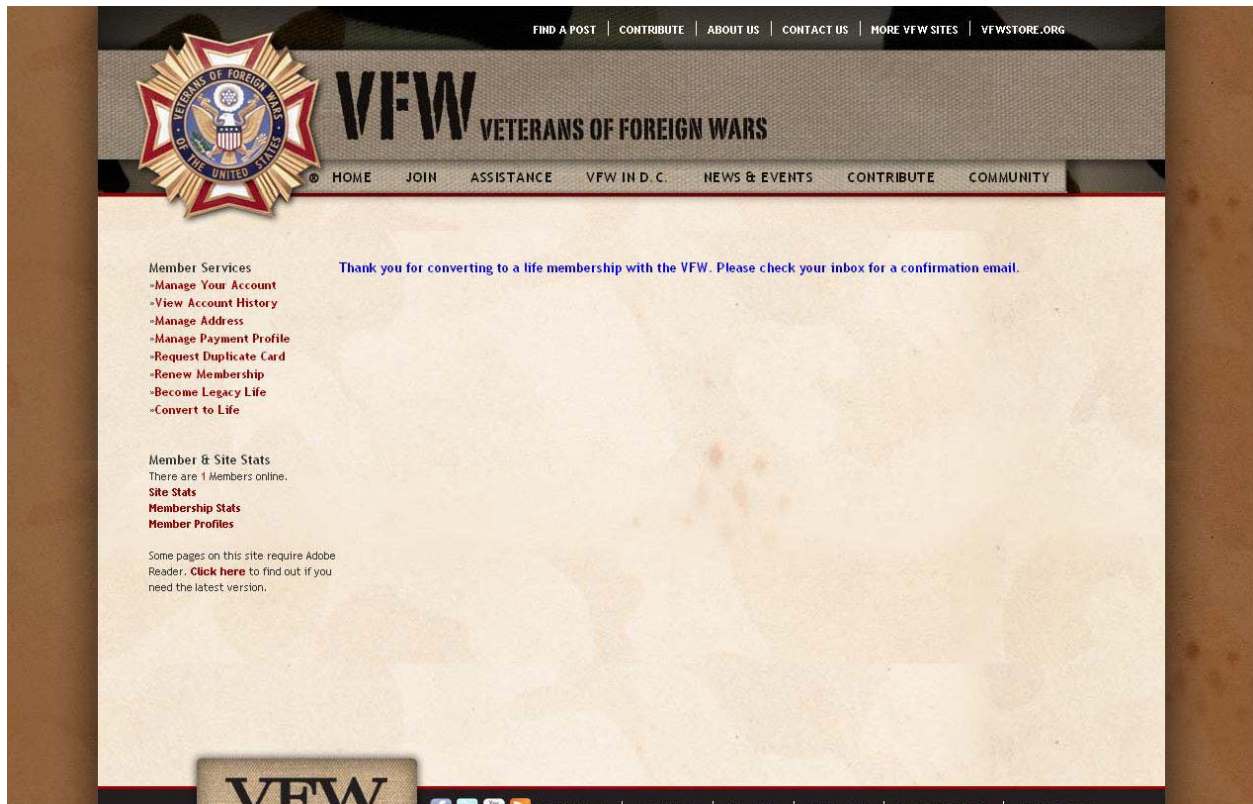 FIND A POST | CONTRIBUTE | ABOUT US | CONTACT US | MORE VFW SITES | VFWSTORE.ORG
VETERANS OF FOREIGN WARS
OF THE UNITED STATES
VFW VETERANS OF FOREIGN WARS
® HOME JOIN ASSISTANCE VFW IN D.C. NEWS & EVENTS CONTRIBUTE COMMUNITY
Member Services
»Manage Your Account
»View Account History
»Manage Address
»Manage Payment Profile
»Request Duplicate Card
»Renew Membership
»Become Legacy Life
»Convert to Life
Thank you for converting to a life membership with the VFW. Please check your inbox for a confirmation email.
Member & Site Stats
There are 1 Members online.
Site Stats
Membership Stats
Member Profiles
Some pages on this site require Adobe
Reader. Click here to find out if you
need the latest version.
VFW